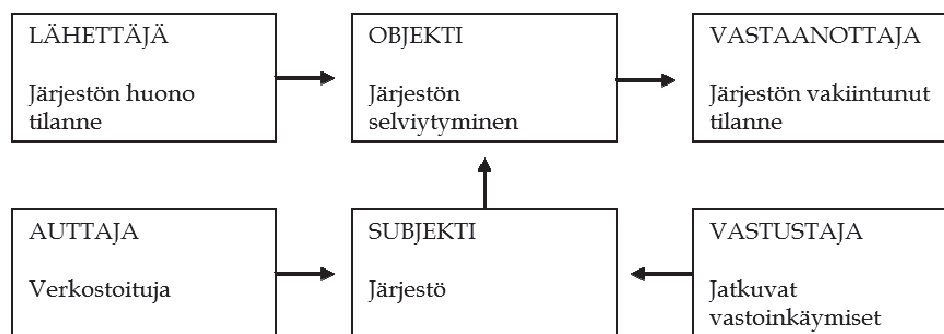 LÄHETTÄJÄ
Järjestön huono
tilanne
OBJEKTI
Järjestön
selviytyminen
VASTAANOTTAJA
Järjestön vakiintunut
tilanne
AUTTAJA
Verkostoituja
SUBJEKTI
Järjestö
VASTUSTAJA
Jatkuvat
vastoinkäymiset